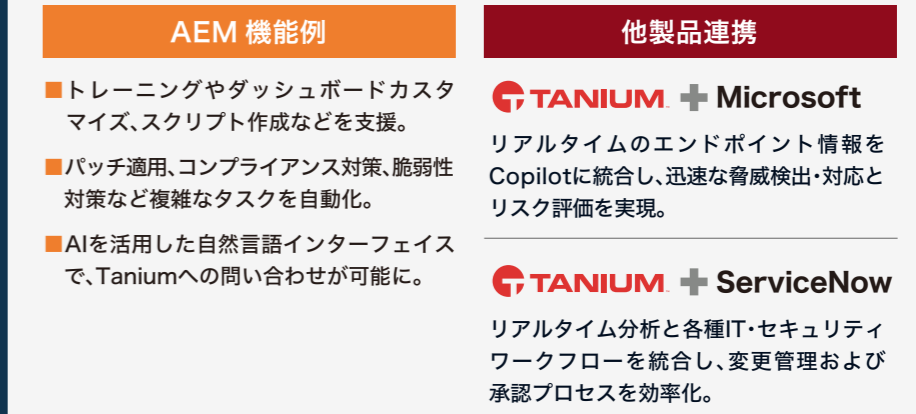 AEM 機能例
■トレーニングやダッシュボードカスタ
マイズ、スクリプト作成などを支援。
■パッチ適用、コンプライアンス対策、脆弱性
対策など複雑なタスクを自動化。
■AIを活用した自然言語インターフェイス
で、Taniumへの問い合わせが可能に。
他製品連携
TANIUM + Microsoft
リアルタイムのエンドポイント情報を
Copilotに統合し、迅速な脅威検出・対応と
リスク評価を実現。
TANIUM + ServiceNow
リアルタイム分析と各種IT・セキュリティ
ワークフローを統合し、変更管理および
承認プロセスを効率化。